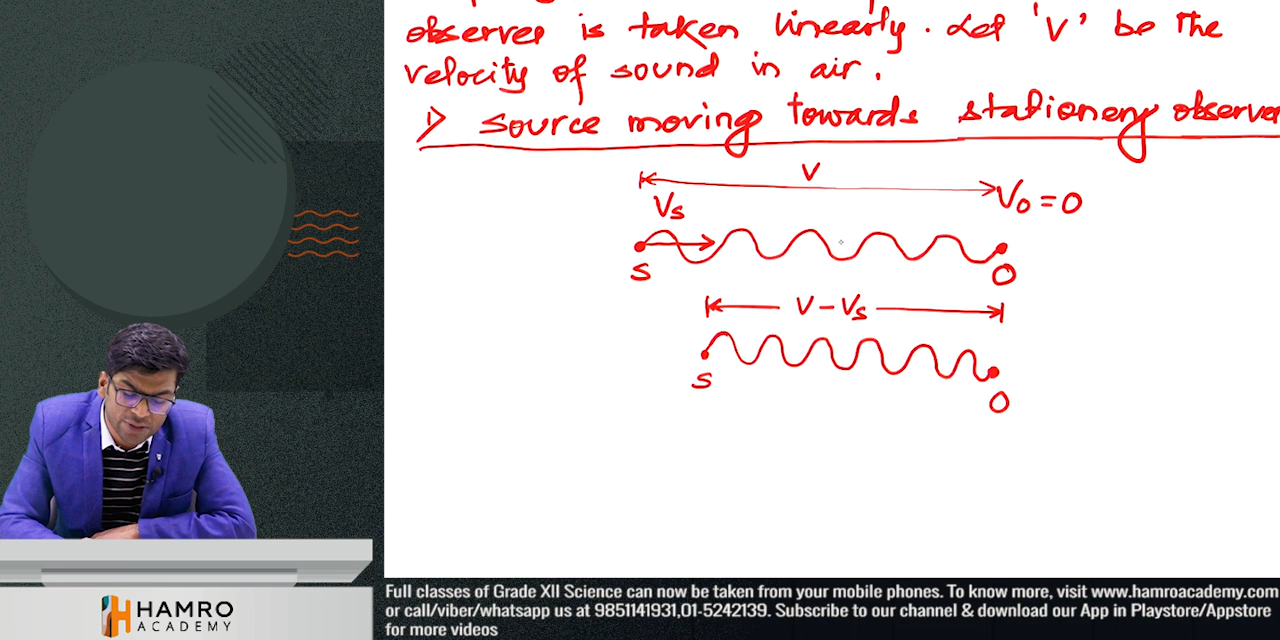 observer is taken linearly. Let 'V' be the
velocity of sound in air.
1) source moving towards stationery observer
V
Vs
Vo = 0
S
O
V - Vs
S
O
HAMRO
ACADEMY
Full classes of Grade XII Science can now be taken from your mobile phones. To know more, visit www.hamroacademy.com
or call/viber/whatsapp us at 9851141931,01-5242139. Subscribe to our channel & download our App in Playstore/Appstore
for more videos